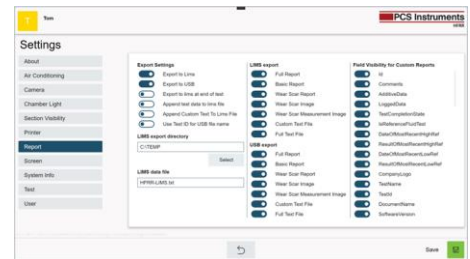 T
Tom
PCS Instruments
Settings
About
Air Conditioning
Camera
Chamber Light
Section Visibility
Printer
Report
Screen
System Info
Test
User
Export Settings
Export to Lims
Export to USB
Export to lims at end of test
Append test data to lims file
Append Custom Text To Lims File
Use Test ID for USB file name
LIMS export directory
C:\TEMP
Select
LIMS data file
HFRR-LIMS.txt
LIMS export
Full Report
Basic Report
Wear Scar Report
Wear Scar Image
Wear Scar Measurement Image
Custom Text File
Full Test File
USB export
Full Report
Basic Report
Wear Scar Report
Wear Scar Image
Wear Scar Measurement Image
Custom Text File
Full Test File
Field Visibility for Custom Reports
Id
Comments
AdditiveData
LoggedData
TestCompletionState
IsReferenceFluidTest
DateOfMostRecentHighRef
ResultOfMostRecentHighRef
DateOfMostRecentLowRef
ResultOfMostRecentLowRef
CompanyLogo
TestName
TestId
DocumentName
SoftwareVersion
Save